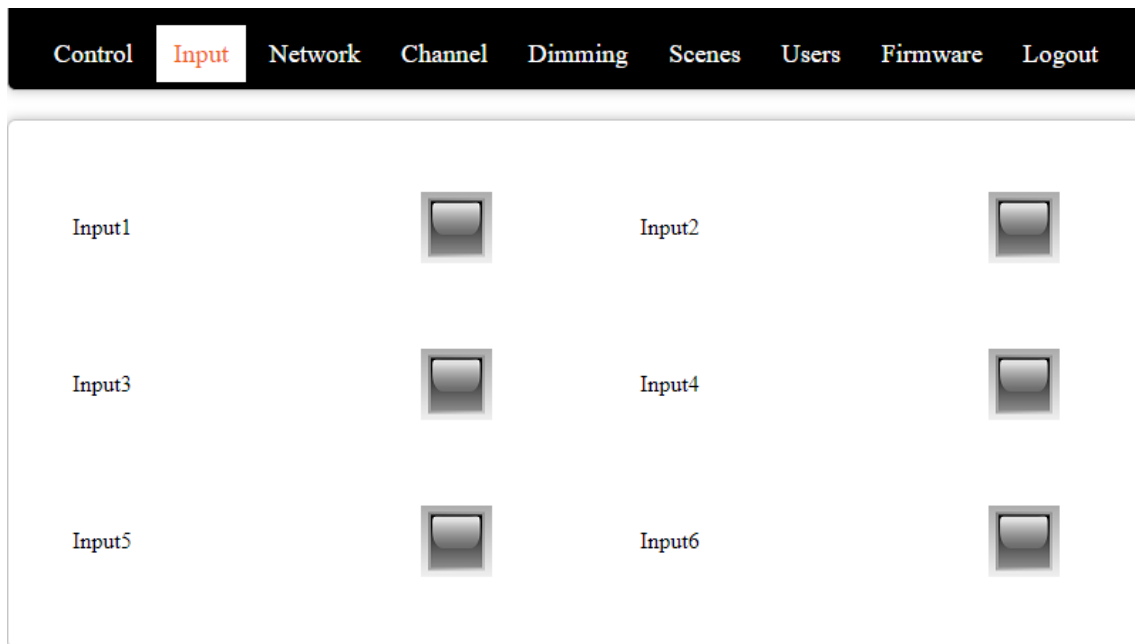 Control Input Network Channel Dimming Scenes Users Firmware Logout
Input1 Input2
Input3 Input4
Input5 Input6